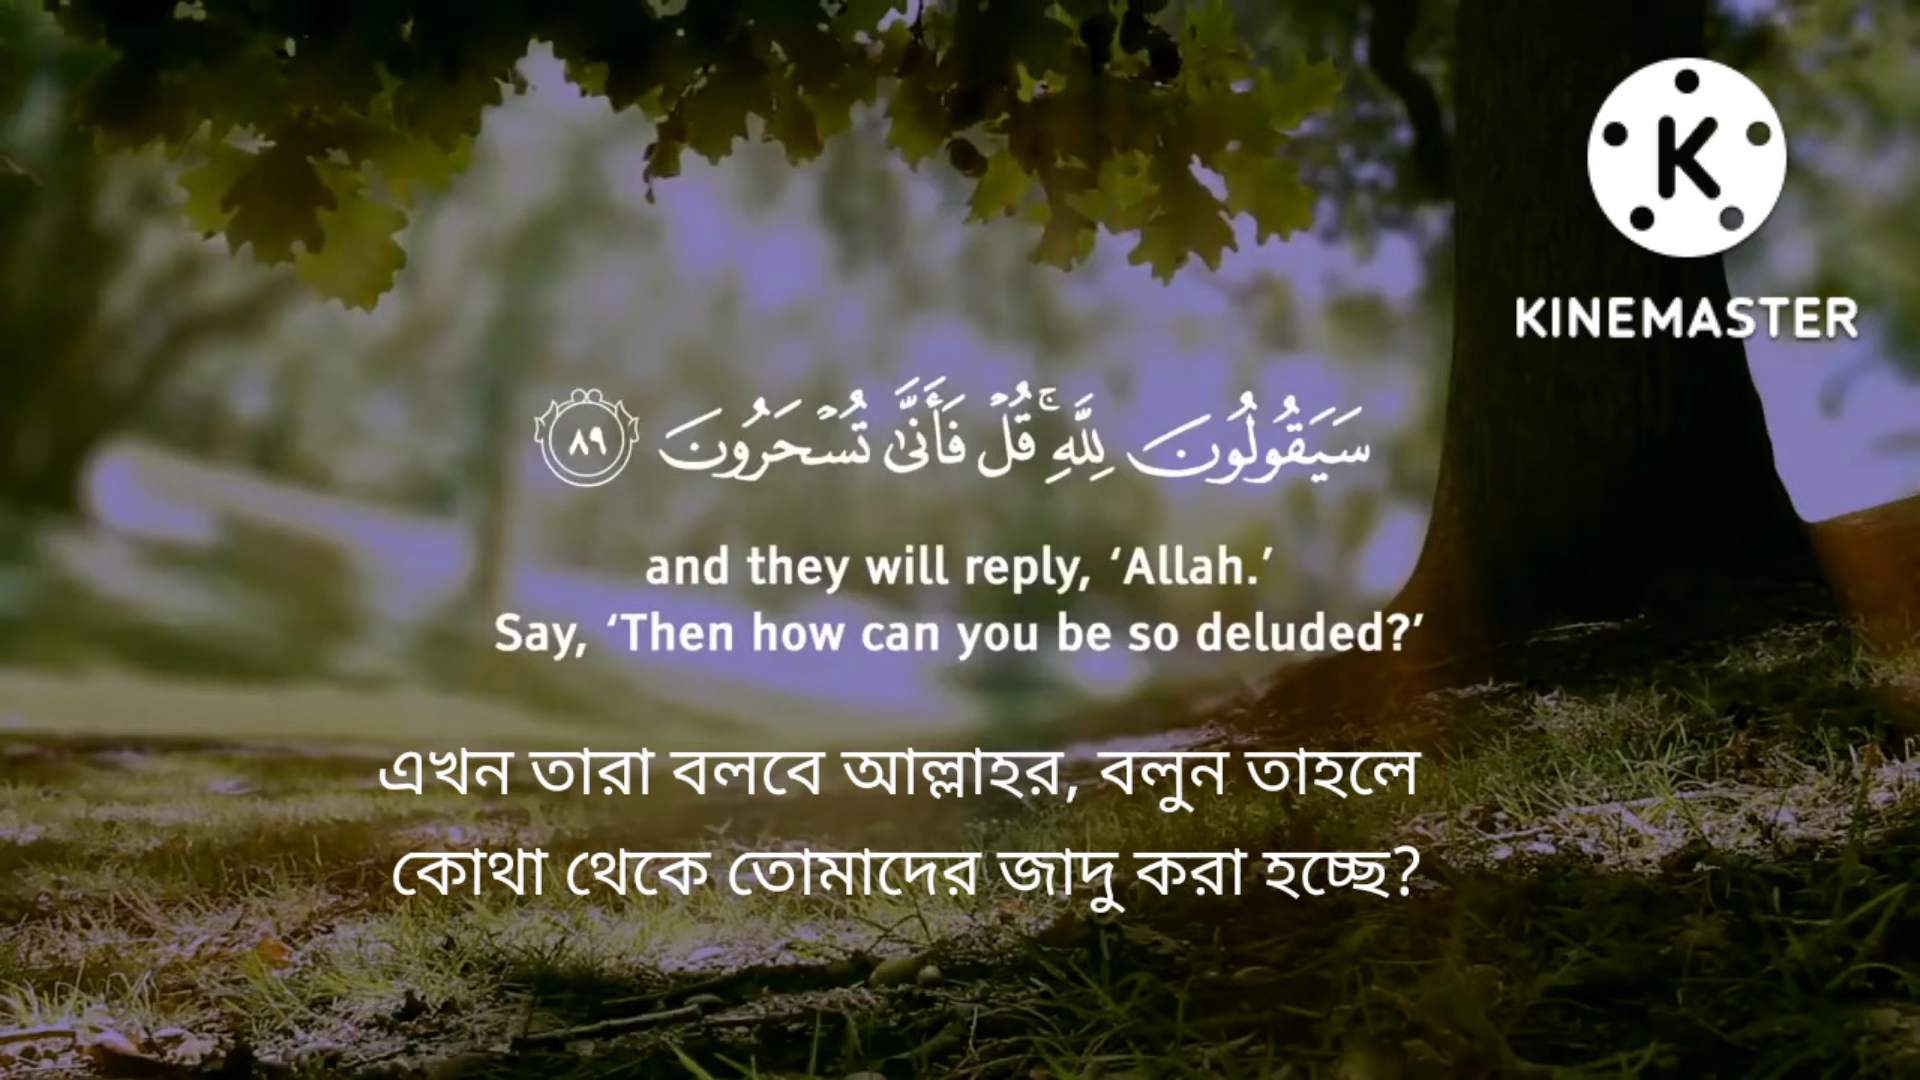 K
KINEMASTER
سَيَقُولُونَ لِلَّهِ ۚ قُلْ فَأَنَّىٰ تُسْحَرُونَ ٨٩
and they will reply, ‘Allah.’
Say, ‘Then how can you be so deluded?’
এখন তারা বলবে আল্লাহর, বলুন তাহলে
কোথা থেকে তোমাদের জাদু করা হচ্ছে?